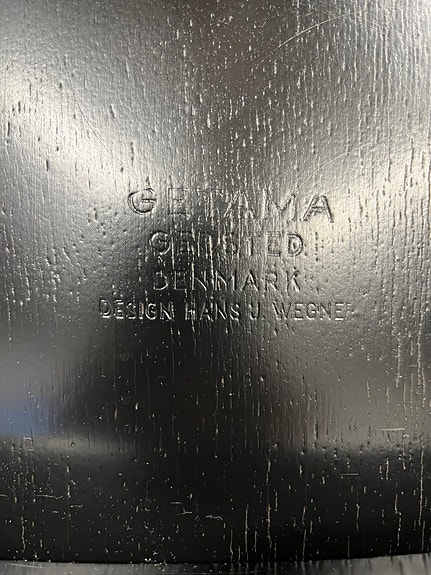 GETAMA
GEDSTED
DENMARK
DESIGN HANS J. WEGNER